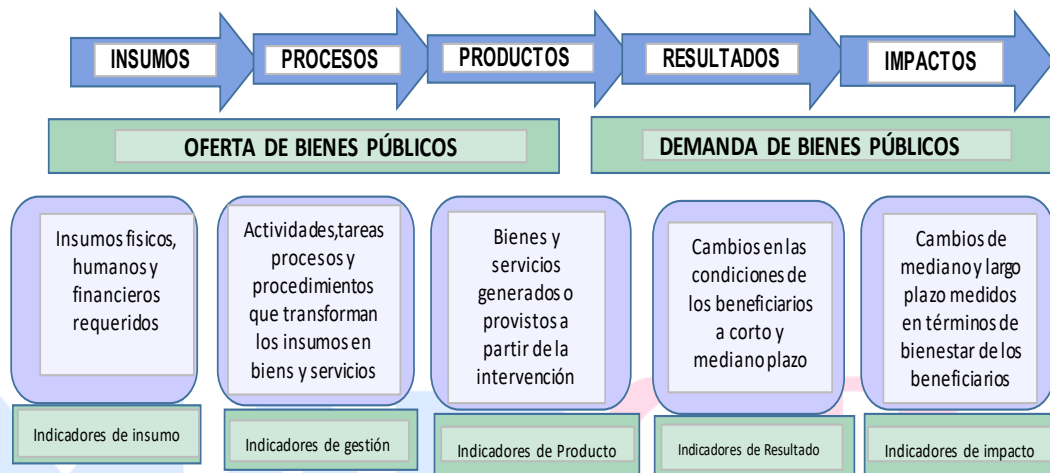 INSUMOS
PROCESOS
PRODUCTOS
RESULTADOS
IMPACTOS
OFERTA DE BIENES PÚBLICOS
DEMANDA DE BIENES PÚBLICOS
Insumos físicos,
humanos y
financieros
requeridos
Actividades,tareas
procesos y
procedimientos
que transforman
los insumos en
biens y servicios
Bienes y
servicios
generados o
provistos a
partir de la
intervención
Cambios en las
condiciones de
los beneficiarios
a corto y
mediano plazo
Cambios de
mediano y largo
plazo medidos
en términos de
bienestar de los
beneficiarios
Indicadores de insumo
Indicadores de gestión
Indicadores de Producto
Indicadores de Resultado
Indicadores de impacto